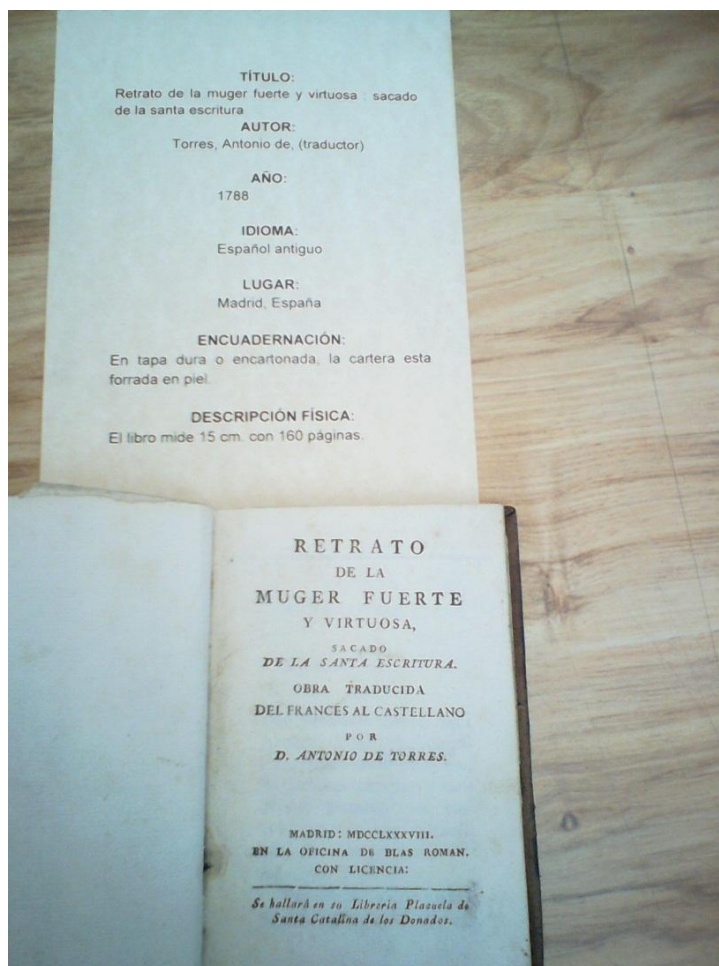 TÍTULO:
Retrato de la muger fuerte y virtuosa : sacado
de la santa escritura
AUTOR:
Torres, Antonio de, (traductor)
AÑO:
1788
IDIOMA:
Español antiguo
LUGAR:
Madrid, España
ENCUADERNACIÓN:
En tapa dura o encartonada, la cartera esta
forrada en piel.
DESCRIPCIÓN FÍSICA:
El libro mide 15 cm. con 160 páginas.
RETRATO
DE LA
MUGER FUERTE
Y VIRTUOSA,
SACADO
DE LA SANTA ESCRITURA.
OBRA TRADUCIDA
DEL FRANCES AL CASTELLANO
POR
D. ANTONIO DE TORRES.
MADRID: MDCCLXXXVIII.
EN LA OFICINA DE BLAS ROMAN.
CON LICENCIA:
Se hallará en su Librería Plazuela de
Santa Catalina de los Donados.